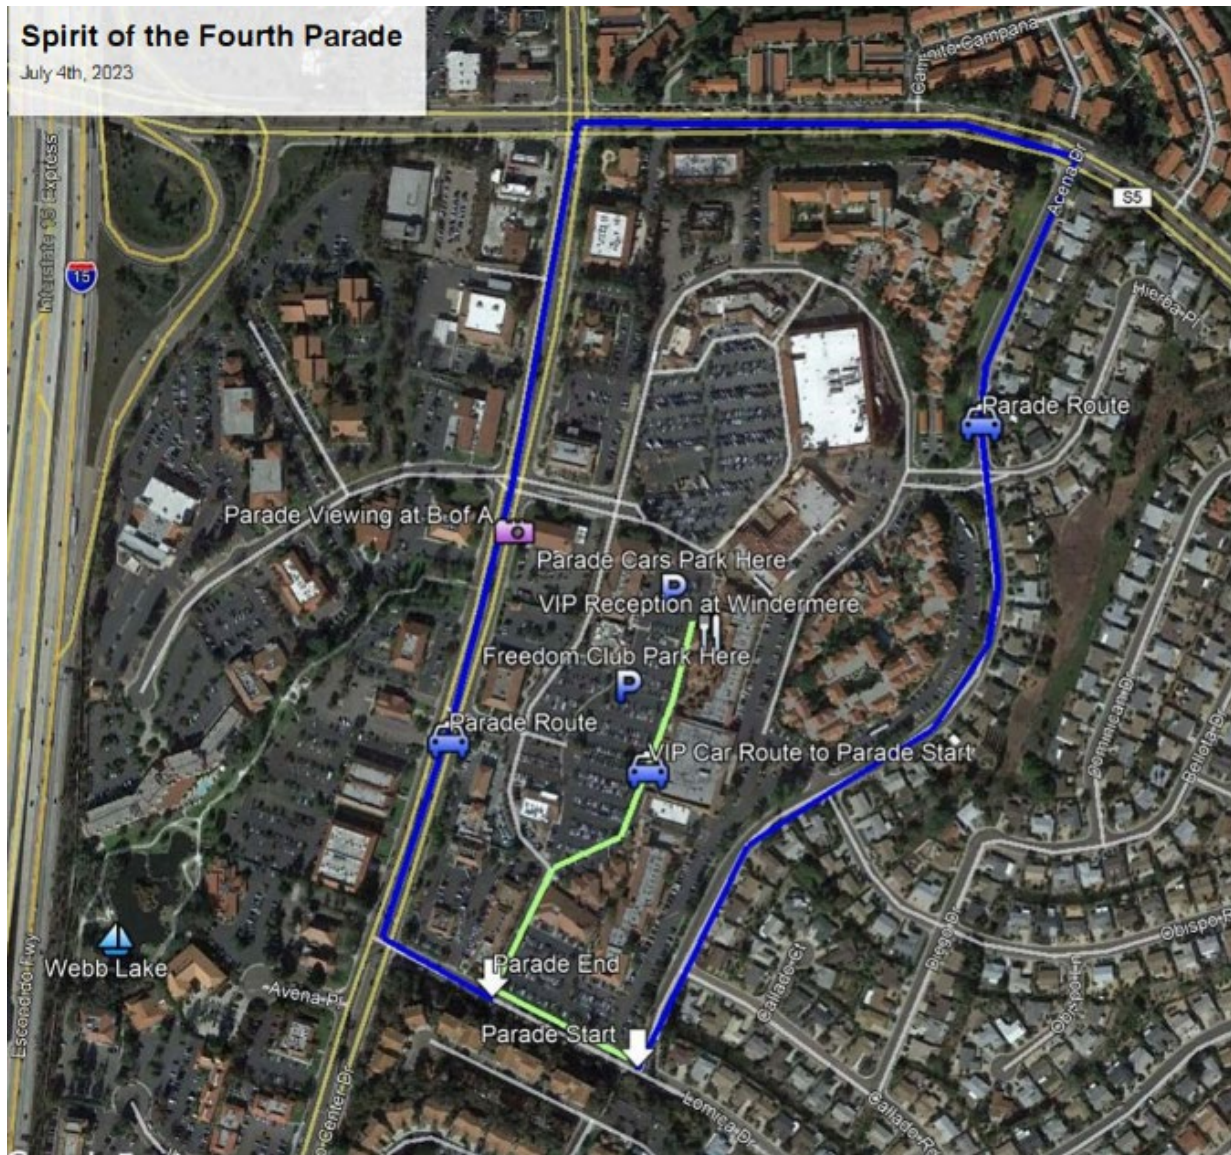 Spirit of the Fourth Parade
July 4th, 2023
Caminito Campana
Interstate 15 Express
15
Acena Dr
S5
Hierba Pl
Parade Route
Parade Viewing at B of A
Parade Cars Park Here
P
VIP Reception at Windermere
Freedom Club Park Here
P
Parade Route
VIP Car Route to Parade Start
Dominican Dr
Bellota Dr
Obispo
Diego Dr
Callado Ct
Webb Lake
Escondido Fwy
Avena Pl
Parade End
Obispo Ln
Parade Start
Center Dr
Lomica Dr
Callado Rd